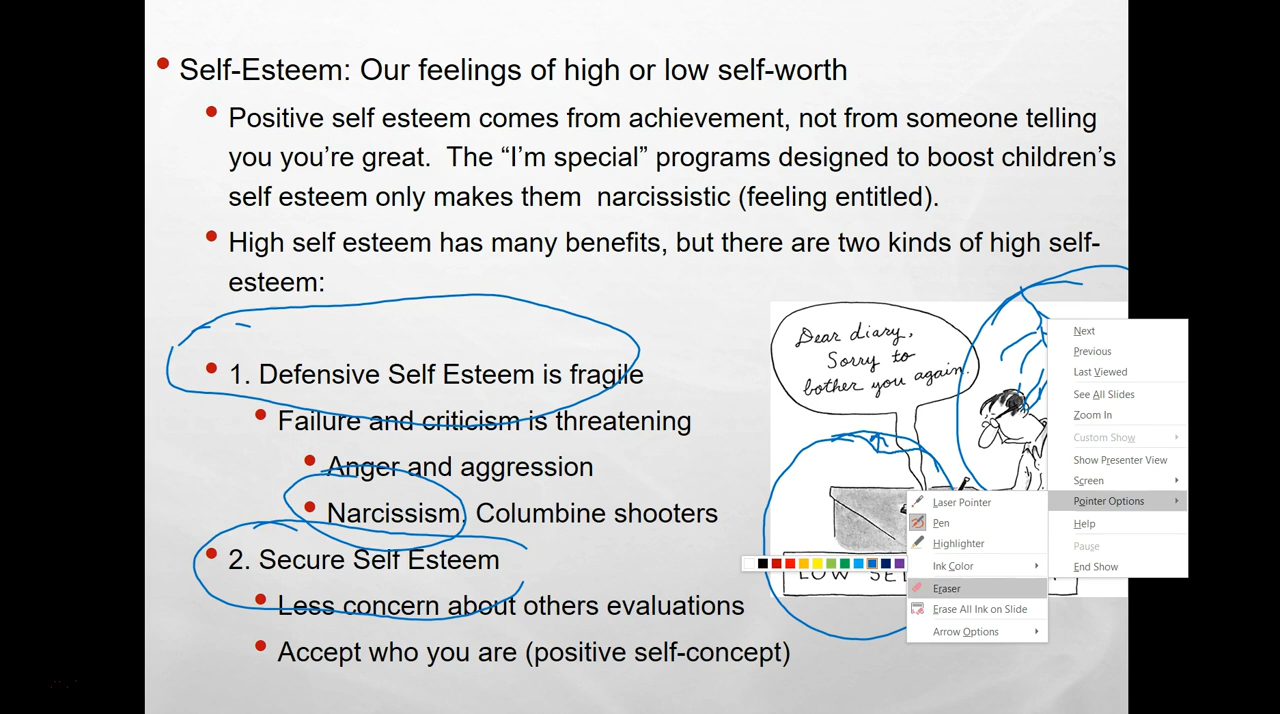 Self-Esteem: Our feelings of high or low self-worth
Positive self esteem comes from achievement, not from someone telling
you you're great.  The “I'm special” programs designed to boost children's
self esteem only makes them  narcissistic (feeling entitled).
High self esteem has many benefits, but there are two kinds of high self-
esteem:
1. Defensive Self Esteem is fragile
Failure and criticism is threatening
Anger and aggression
Narcissism, Columbine shooters
2. Secure Self Esteem
Less concern about others evaluations
Accept who you are (positive self-concept)
Dear diary,
Sorry to
bother you again.
LOW
Next
Previous
Last Viewed
See All Slides
Zoom In
Custom Show
Show Presenter View
Screen
Pointer Options
Help
Pause
End Show
Laser Pointer
Pen
Highlighter
Ink Color
Eraser
Erase All Ink on Slide
Arrow Options